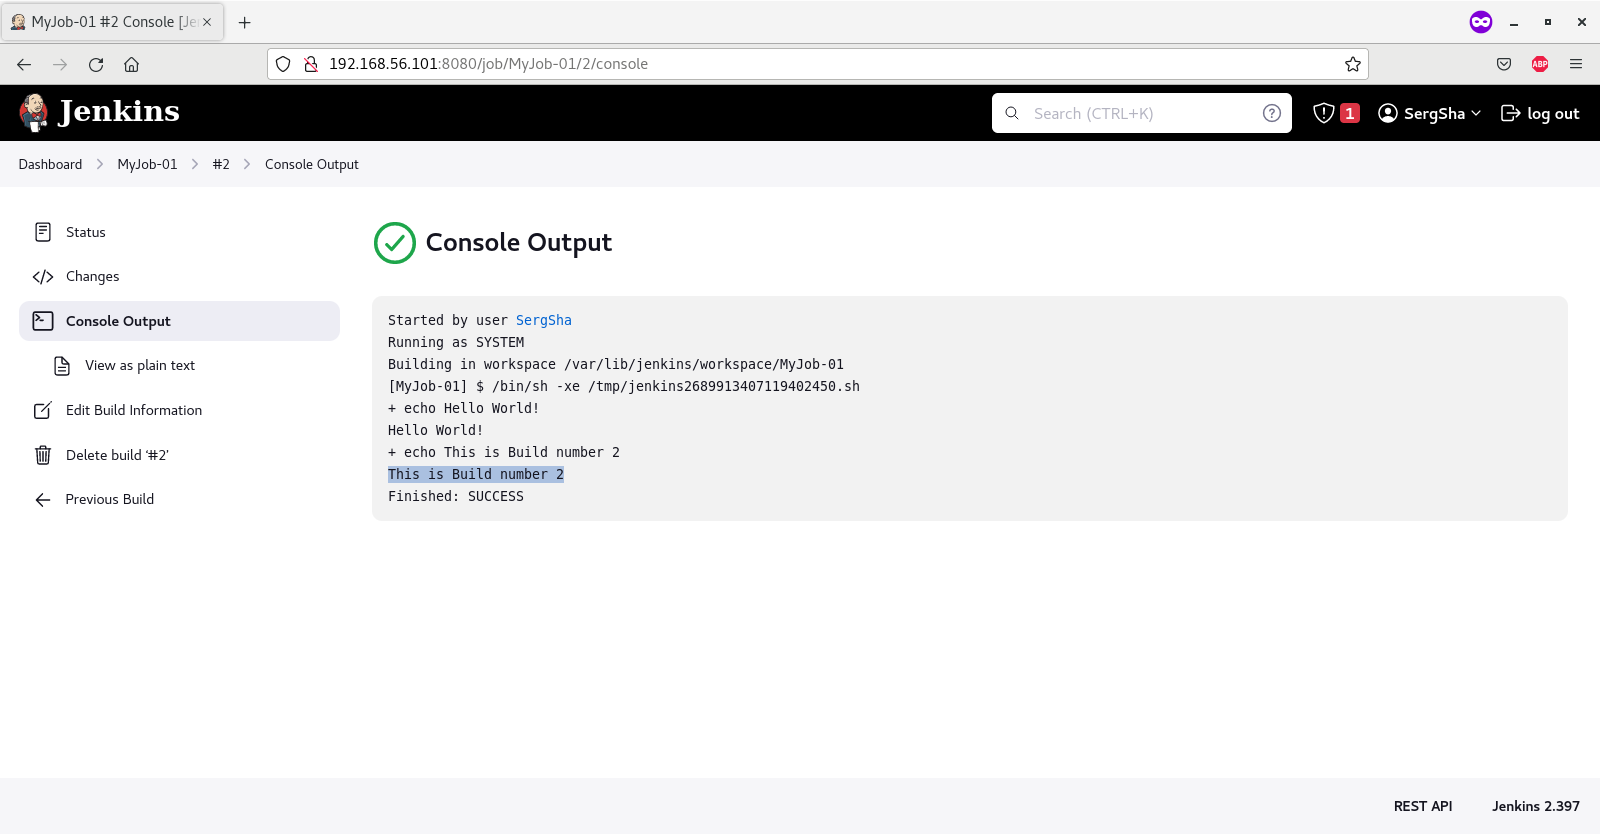 MyJob-01 #2 Console [Je
192.168.56.101:8080/job/MyJob-01/2/console
ABP
Jenkins
Search (CTRL+K)
1
SergSha
log out
Dashboard
MyJob-01
#2
Console Output
Status
Changes
Console Output
View as plain text
Edit Build Information
Delete build ‘#2’
Previous Build
Console Output
Started by user SergSha
Running as SYSTEM
Building in workspace /var/lib/jenkins/workspace/MyJob-01
[MyJob-01] $ /bin/sh -xe /tmp/jenkins2689913407119402450.sh
+ echo Hello World!
Hello World!
+ echo This is Build number 2
This is Build number 2
Finished: SUCCESS
REST API
Jenkins 2.397